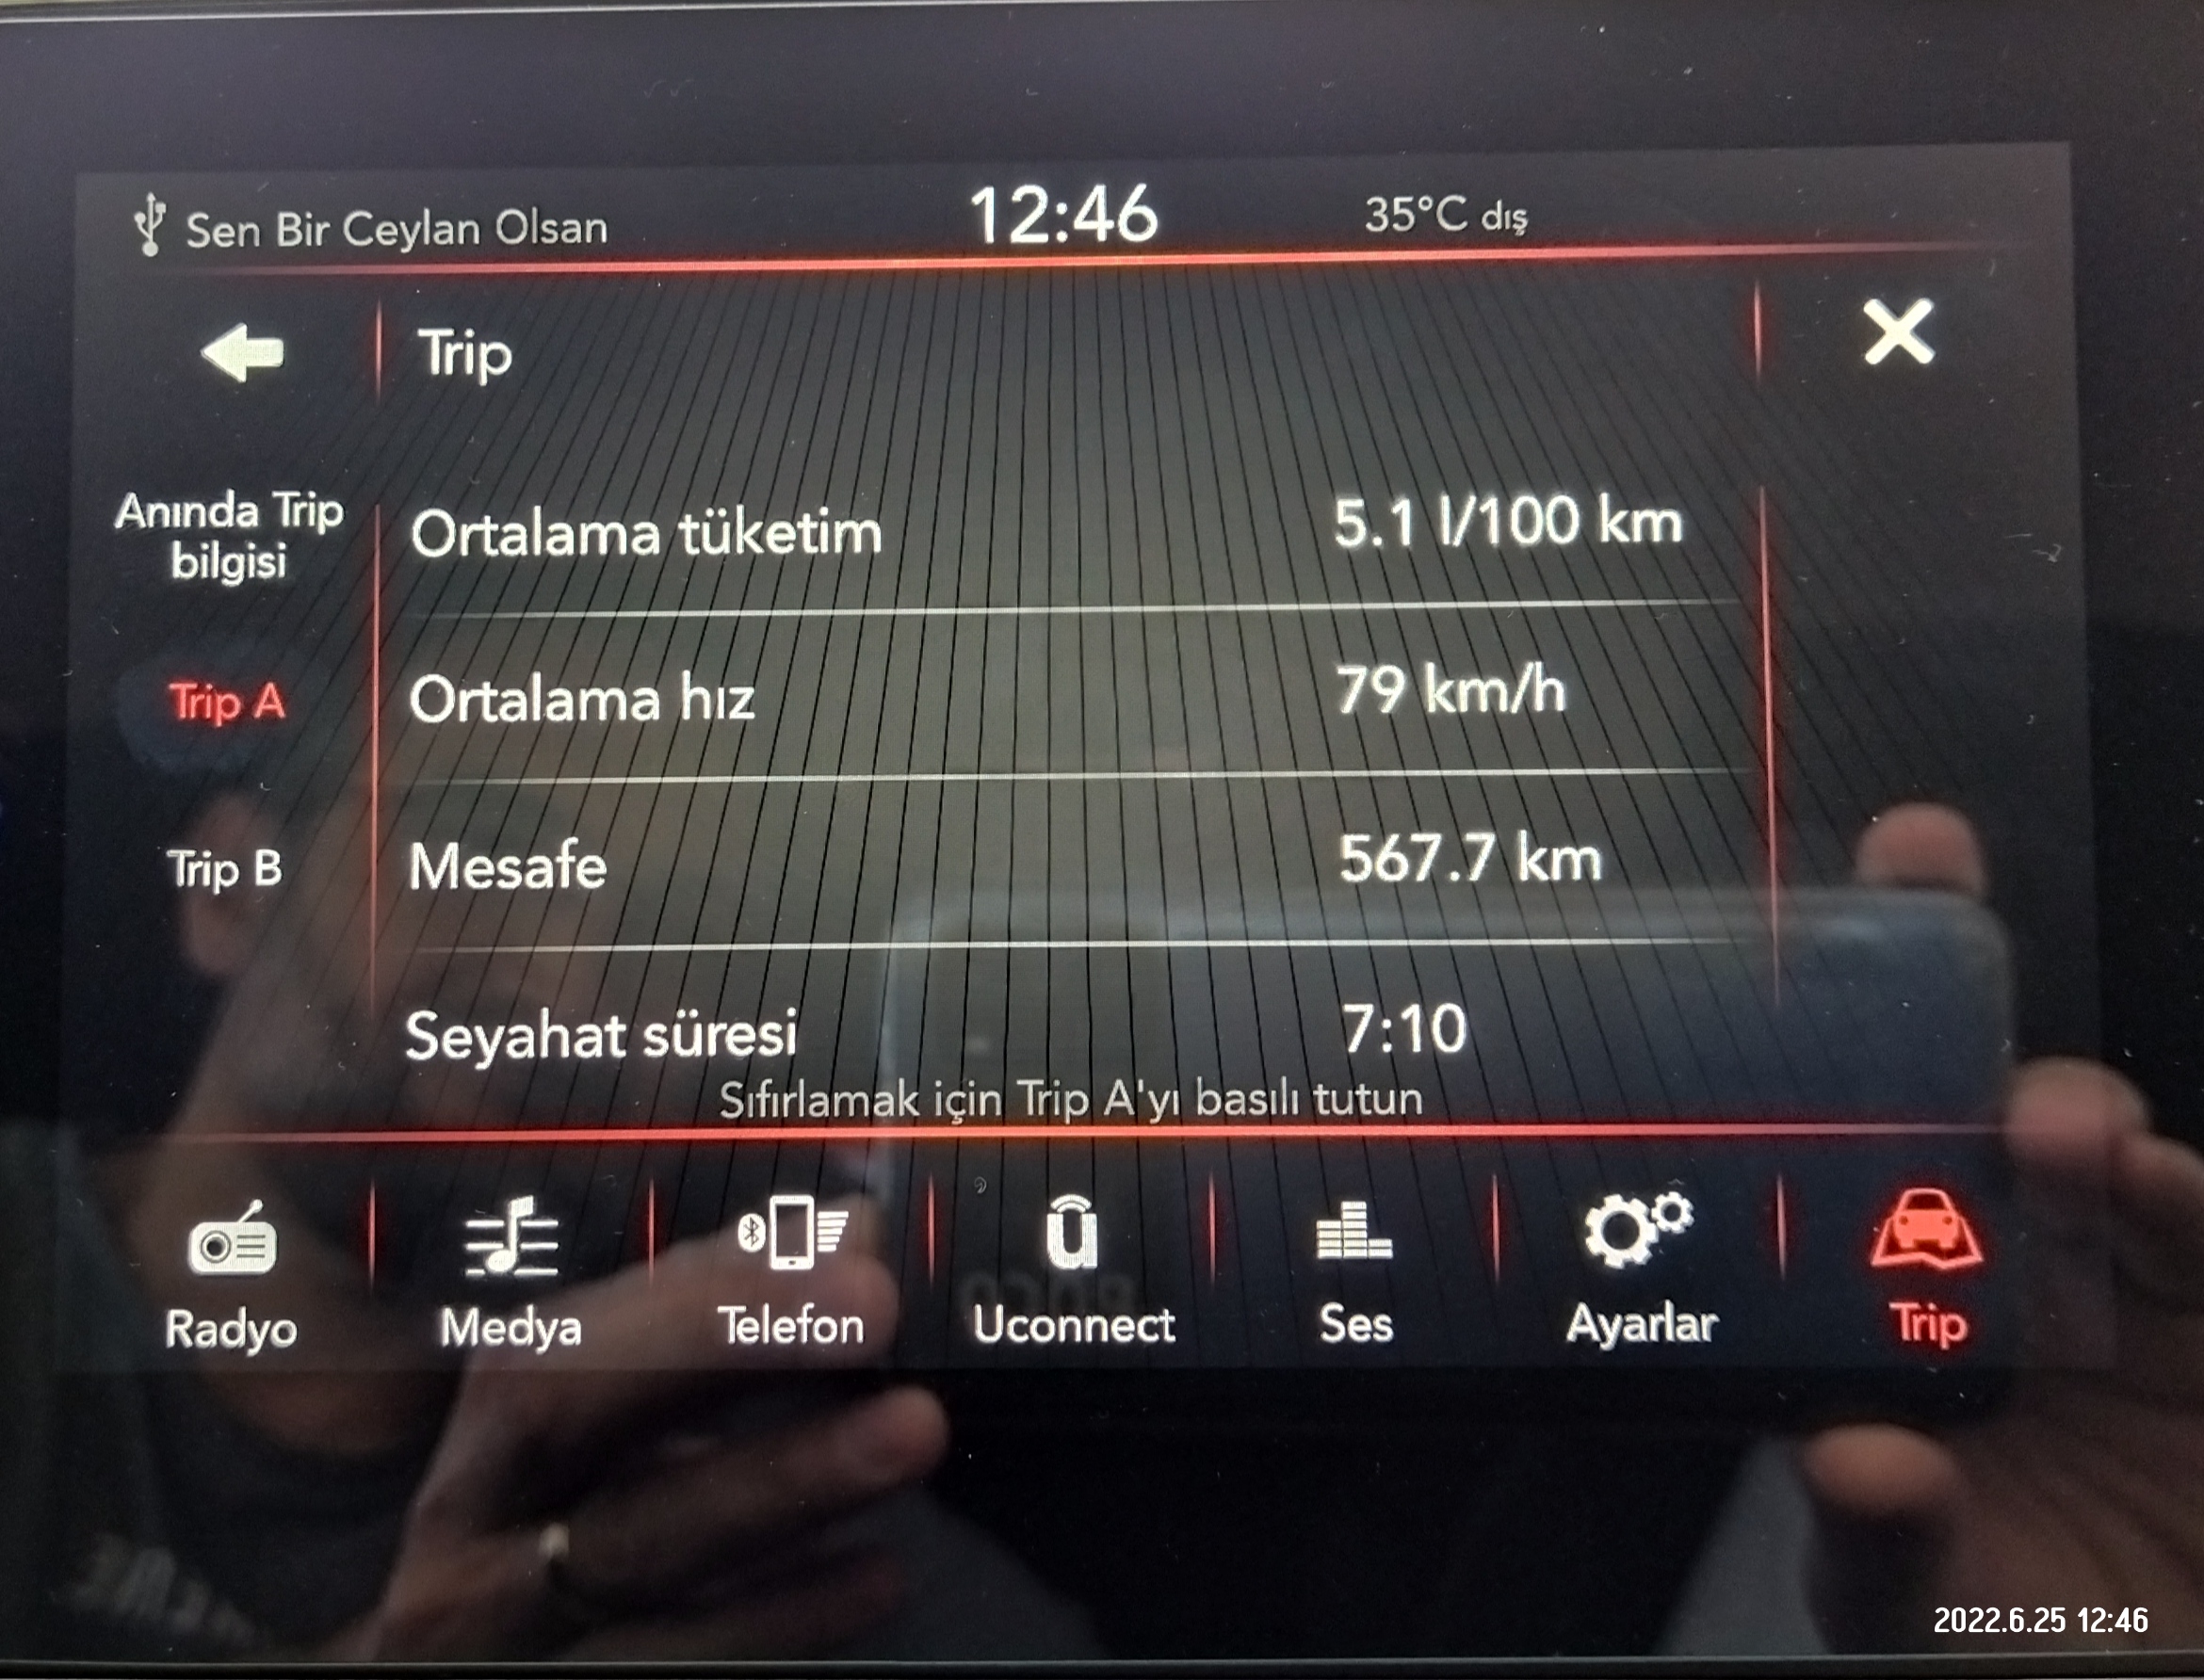 Sen Bir Ceylan Olsan
12:46
35°C dış
Trip
Anında Trip
bilgisi
Trip A
Trip B
Ortalama tüketim 5.1 l/100 km
Ortalama hız 79 km/h
Mesafe 567.7 km
Seyahat süresi 7:10
Sıfırlamak için Trip A'yı basılı tutun
Radyo
Medya
Telefon
Uconnect
Ses
Ayarlar
Trip
2022.6.25 12:46